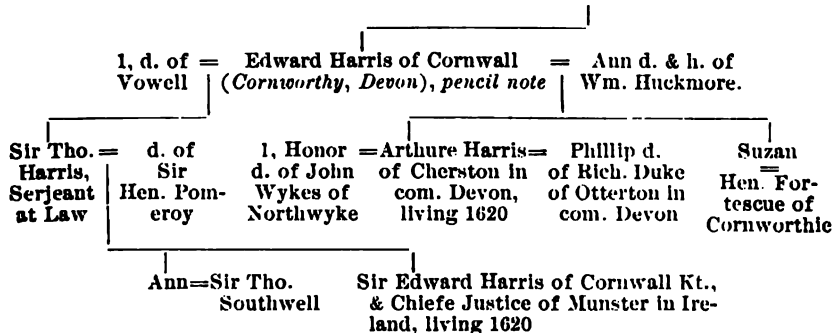 1, d. of = Edward Harris of Cornwall = Ann d. & h. of
Vowell (Cornworthy, Devon), pencil note Wm. Huckmore.
Sir Tho. = d. of 1, Honor = Arthure Harris = Phillip d. Suzan
Harris, Sir d. of John of Cherston in of Rich. Duke =
Serjeant Hen. Pom- Wykes of com. Devon, of Otterton in Hen. For-
at Law eroy Northwyke living 1620 com. Devon tescue of
Cornworthie
Ann=Sir Tho. Sir Edward Harris of Cornwall Kt.,
Southwell & Chiefe Justice of Munster in Ire-
land, living 1620